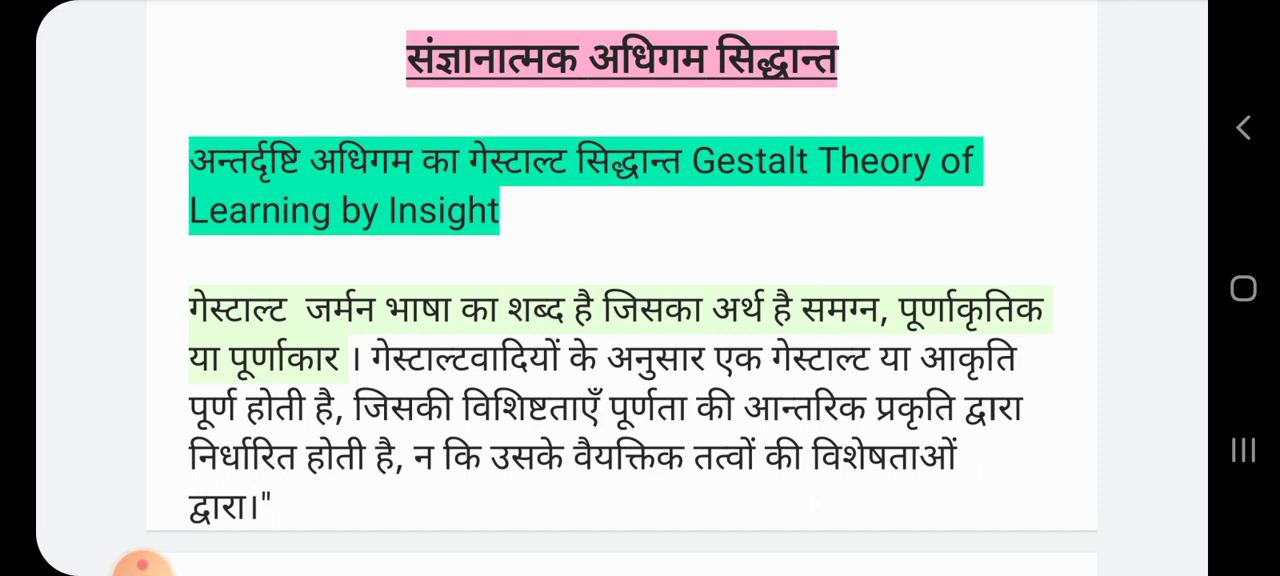 संज्ञानात्मक अधिगम सिद्धान्त
अन्तर्दृष्टि अधिगम का गेस्टाल्ट सिद्धान्त Gestalt Theory of
Learning by Insight
गेस्टाल्ट जर्मन भाषा का शब्द है जिसका अर्थ है समग्न, पूर्णाकृतिक
या पूर्णाकार । गेस्टाल्टवादियों के अनुसार एक गेस्टाल्ट या आकृति
पूर्ण होती है, जिसकी विशिष्टताएँ पूर्णता की आन्तरिक प्रकृति द्वारा
निर्धारित होती है, न कि उसके वैयक्तिक तत्वों की विशेषताओं
द्वारा।"